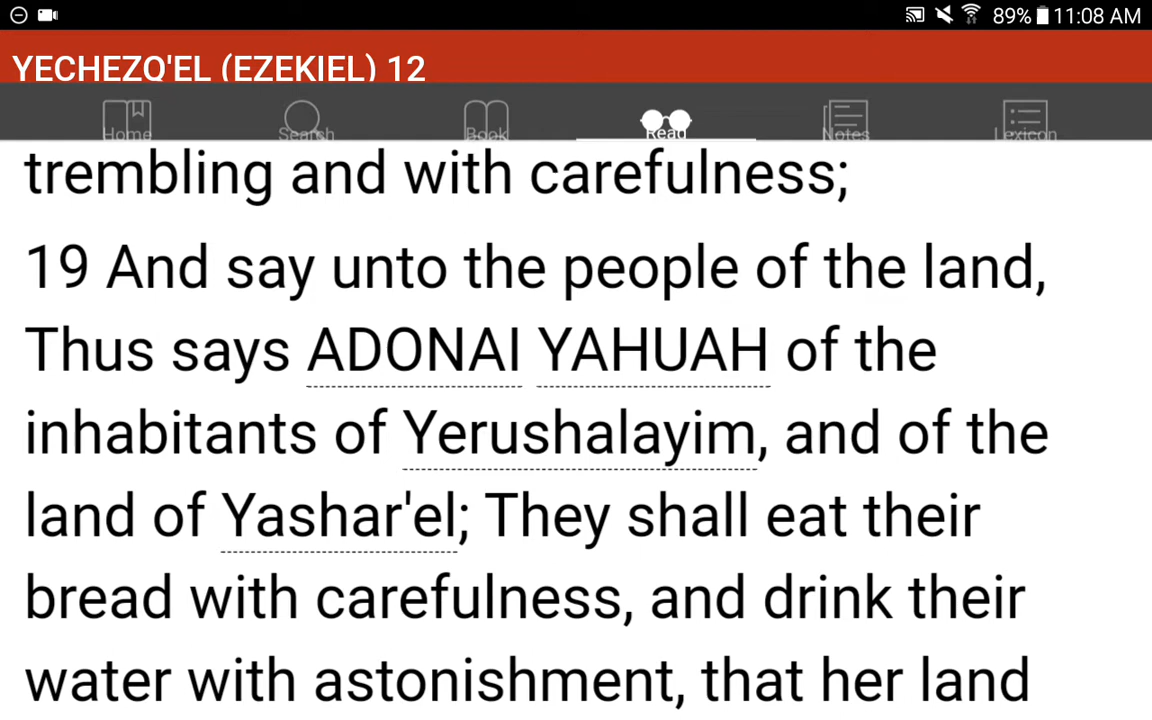 89% 11:08 AM
YECHEZQ'EL (EZEKIEL) 12
Home Search Book Read Notes Lexicon
trembling and with carefulness;
19 And say unto the people of the land,
Thus says ADONAI YAHUAH of the
inhabitants of Yerushalayim, and of the
land of Yashar'el; They shall eat their
bread with carefulness, and drink their
water with astonishment, that her land